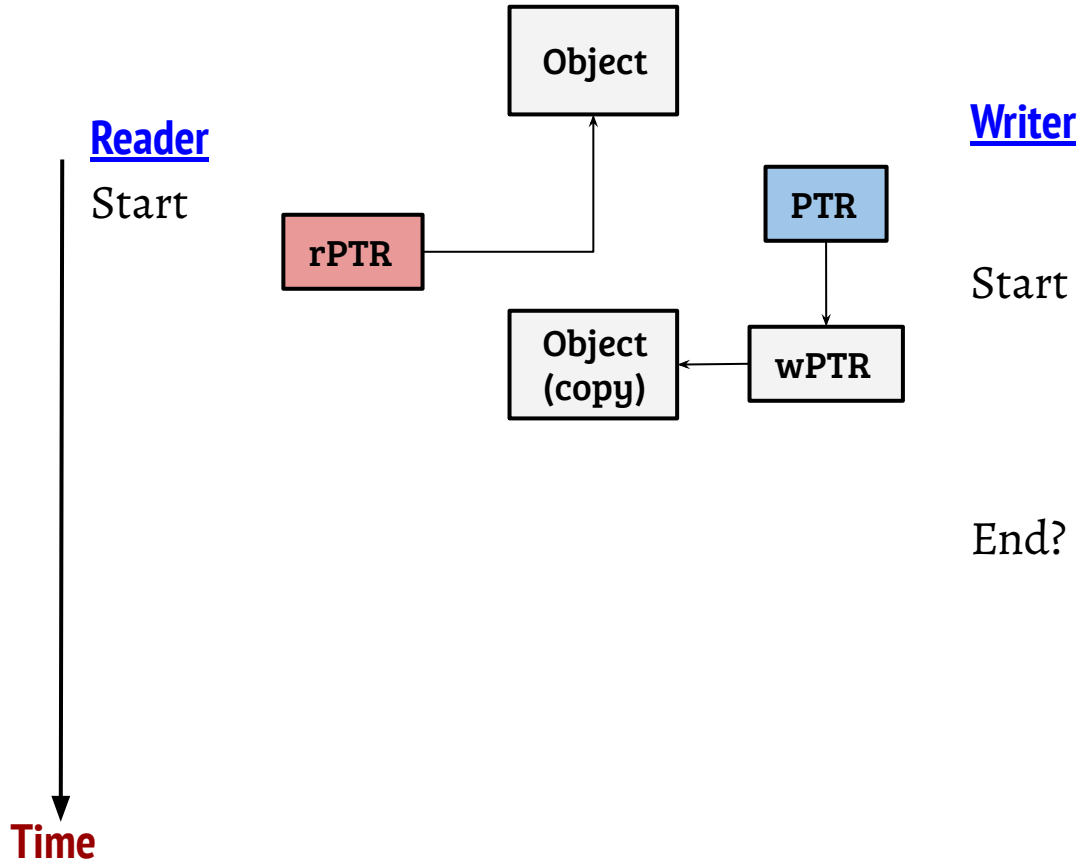 Object
Reader
Writer
Start
PTR
rPTR
Start
Object
(copy)
wPTR
End?
Time